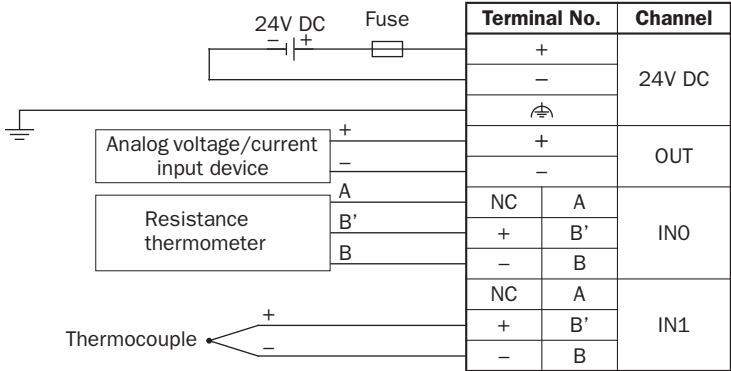 24V DC
Fuse
Terminal No.
Channel
− +
+
−
24V DC
Analog voltage/current
input device
+
−
+
−
OUT
Resistance
thermometer
A
B’
B
NC A
+ B’
− B
IN0
Thermocouple
+
−
NC A
+ B’
− B
IN1